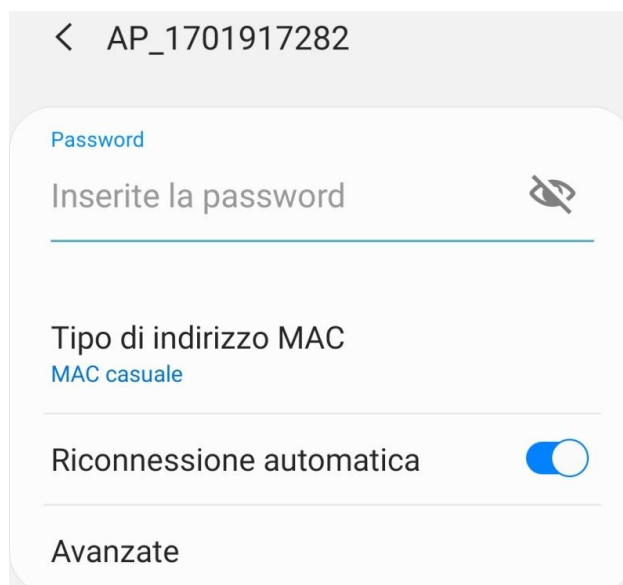 AP_1701917282
Password
Inserite la password
Tipo di indirizzo MAC
MAC casuale
Riconnessione automatica
Avanzate